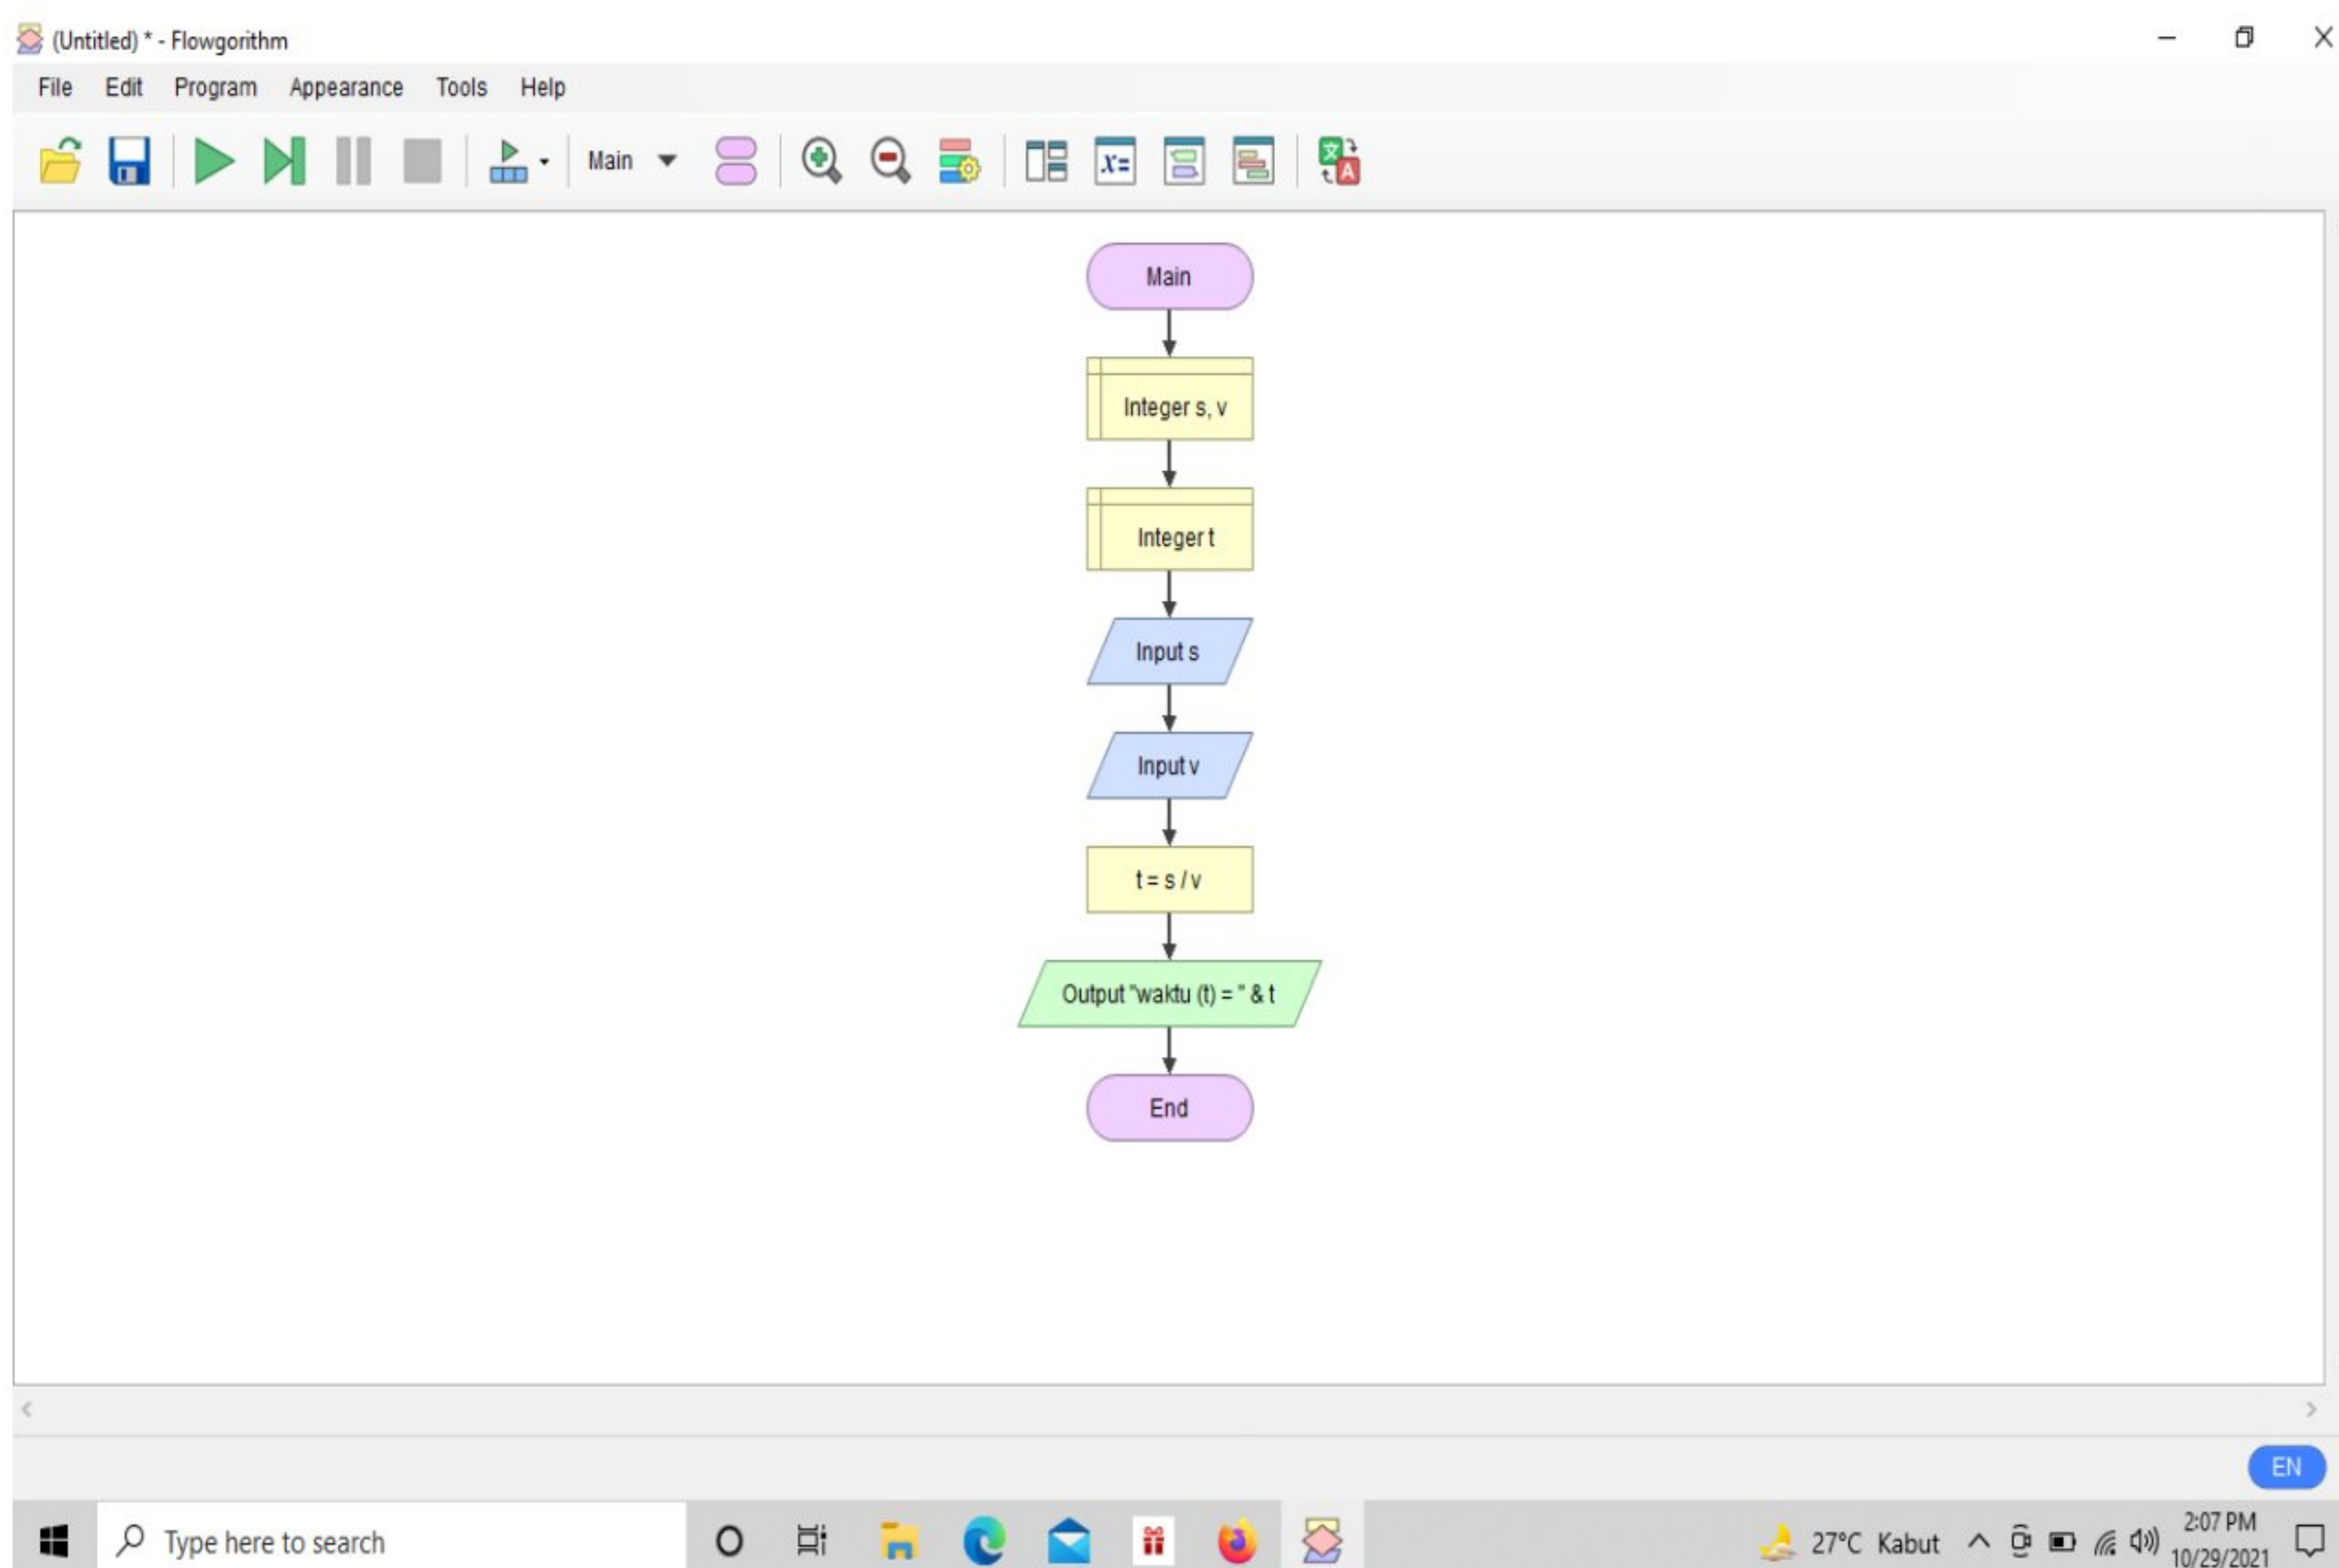 (Untitled) * - Flowgorithm
File Edit Program Appearance Tools Help
Main
x=
文
A
Main
Integer s, v
Integer t
Input s
Input v
t = s / v
Output "waktu (t) = " & t
End
EN
Type here to search
27°C Kabut
2:07 PM
10/29/2021